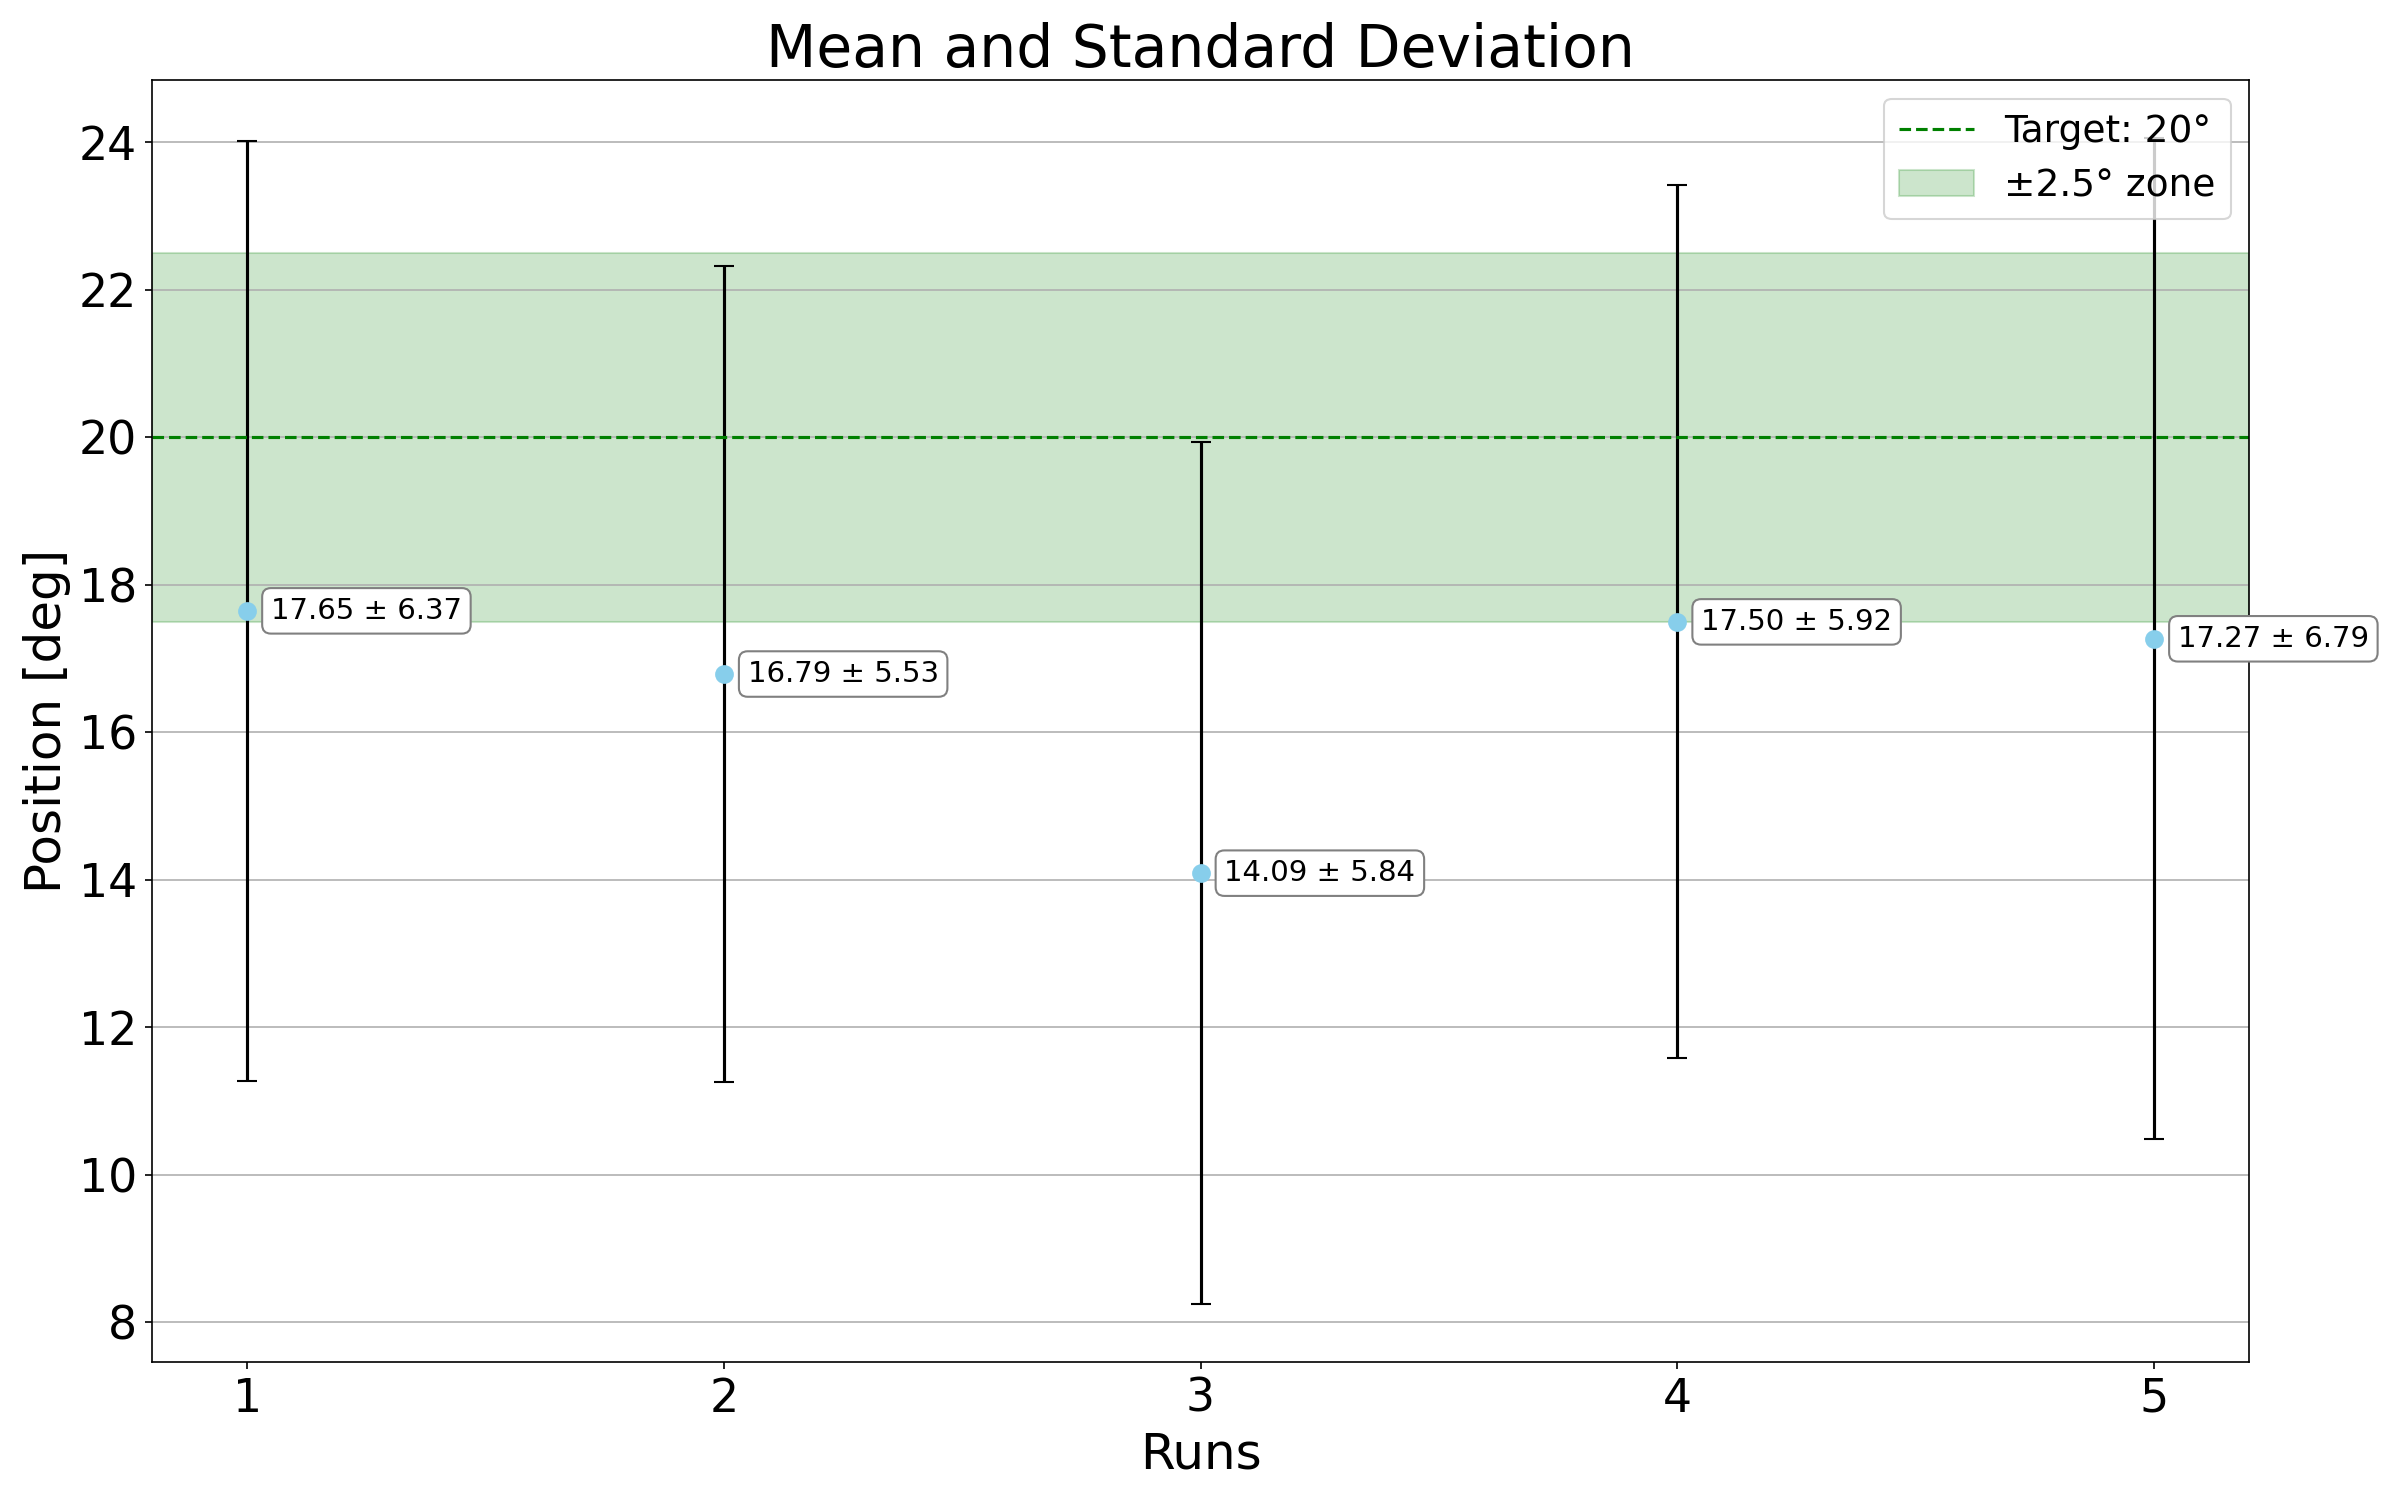 Mean and Standard Deviation
Target: 20°
±2.5° zone
Position [deg]
24
22
20
18
16
14
12
10
8
17.65 ± 6.37
16.79 ± 5.53
14.09 ± 5.84
17.50 ± 5.92
17.27 ± 6.79
1 2 3 4 5
Runs